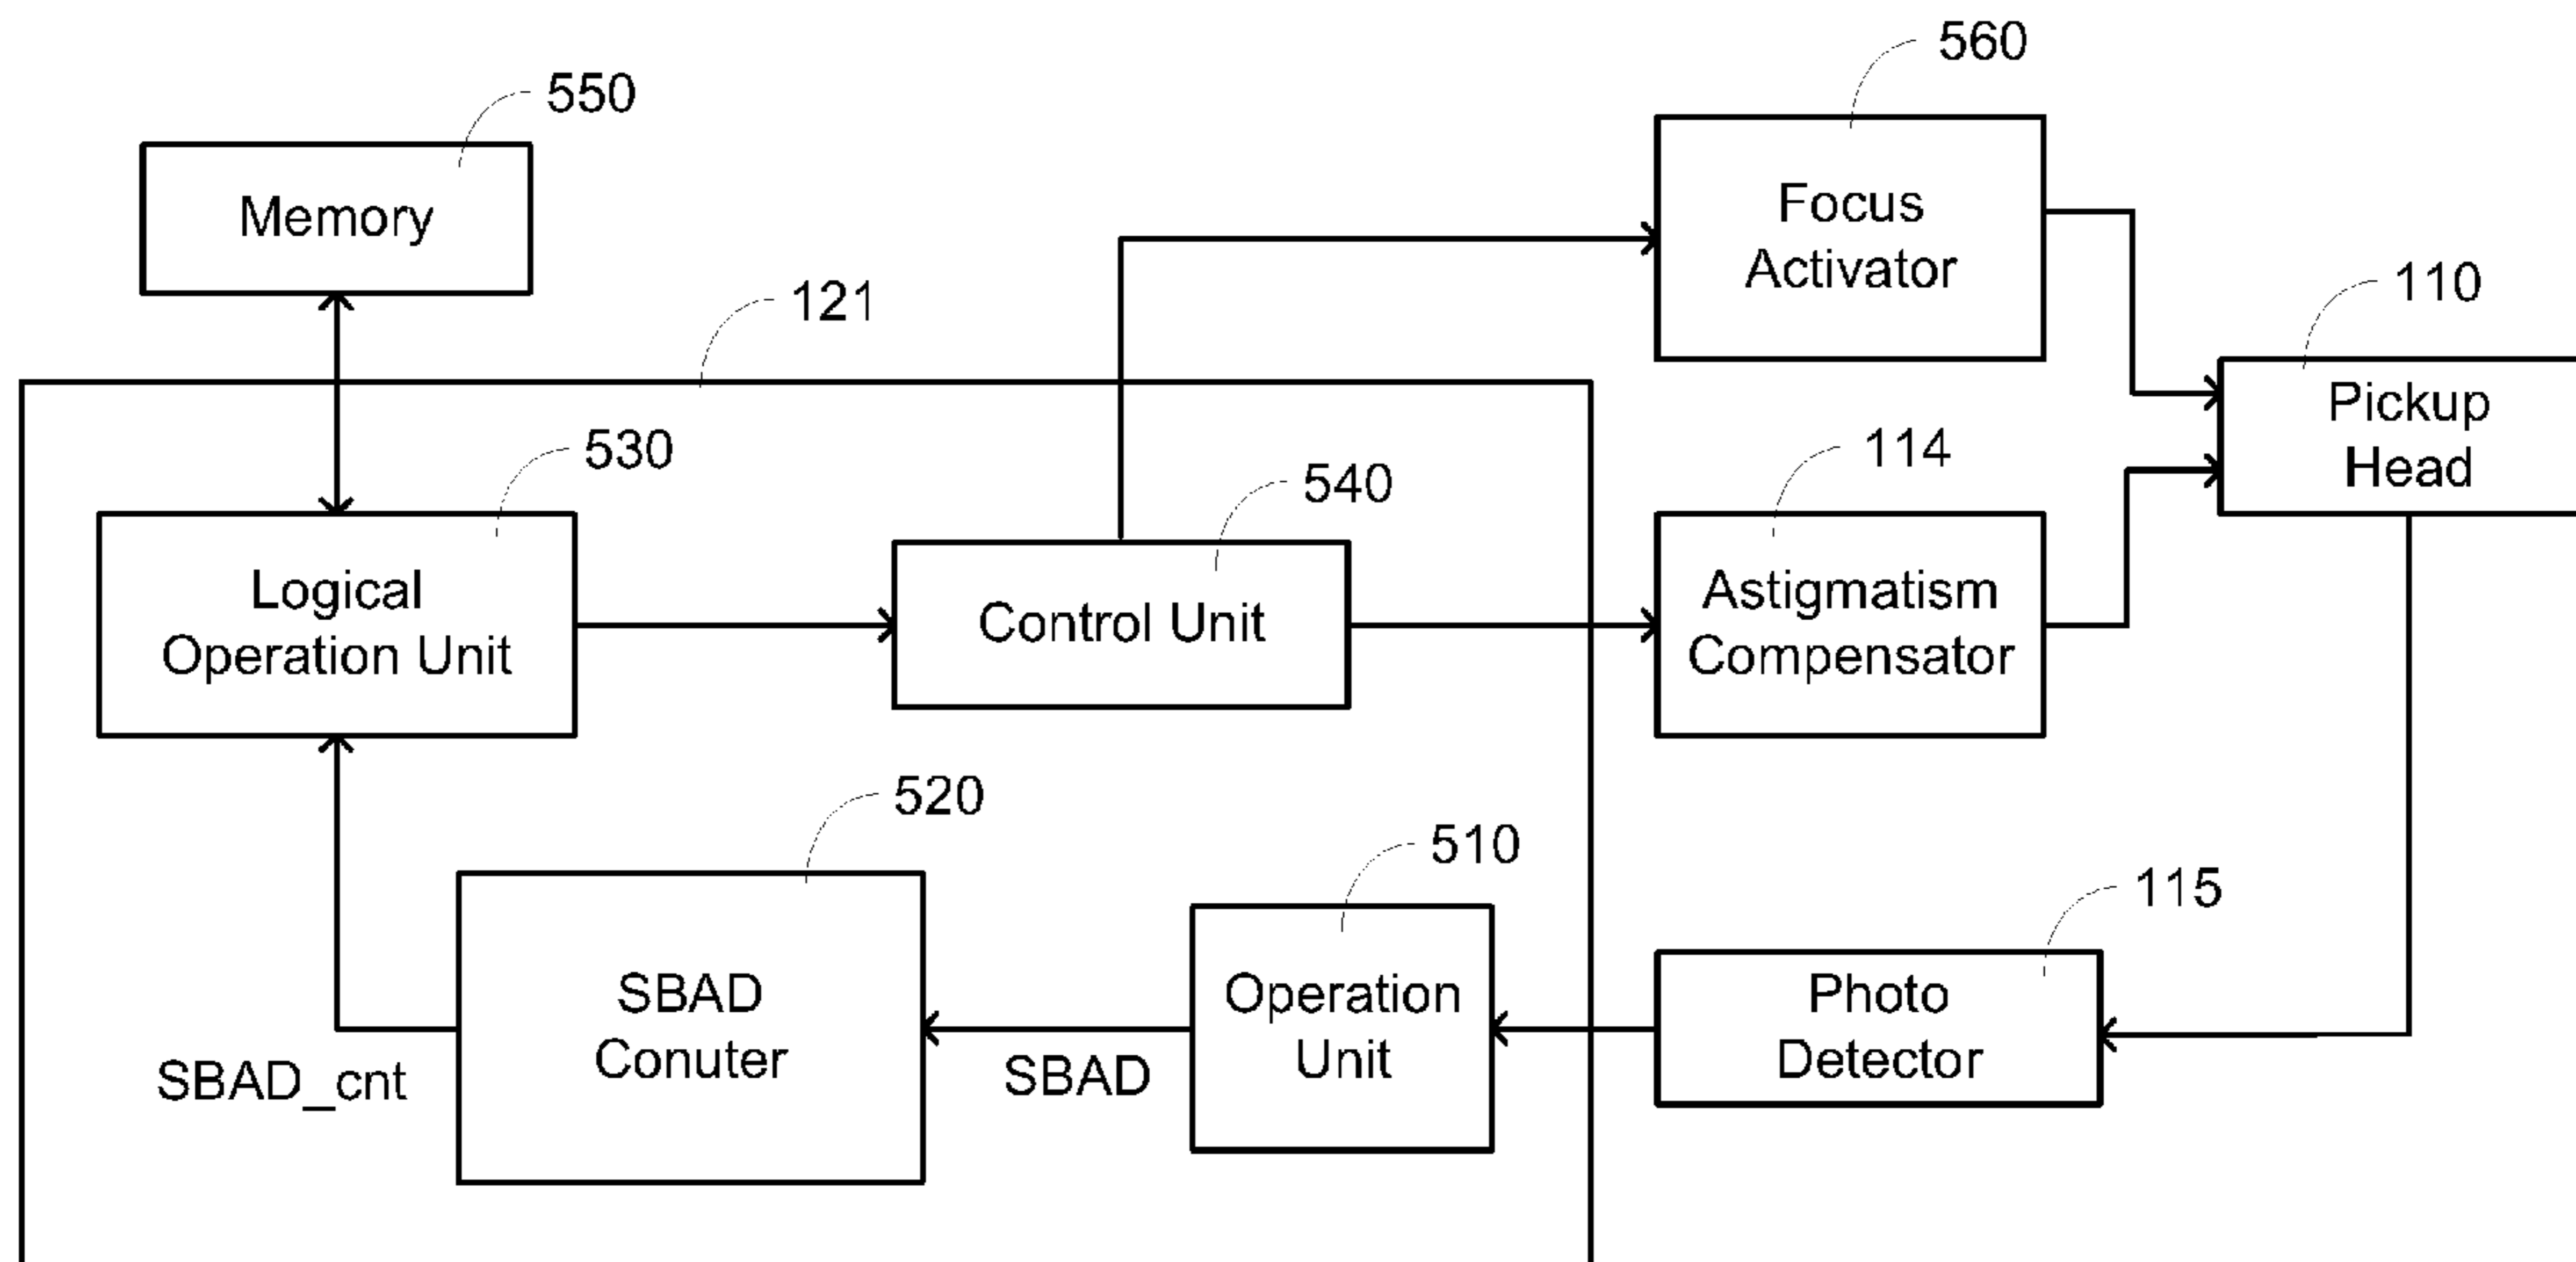 560
550
Focus
Activator
Memory
110
121
Pickup
Head
530
114
540
Logical
Operation Unit
Control Unit
Astigmatism
Compensator
520
510
115
SBAD
Conuter
Operation
Unit
Photo
Detector
SBAD_cnt
SBAD